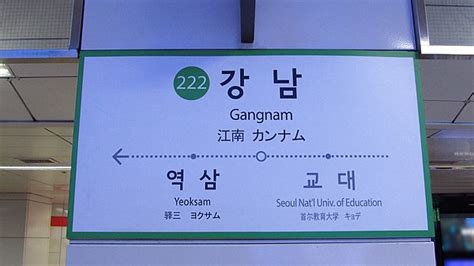 222 강남
Gangnam
江南 カンナム
역삼 교대
Yeoksam Seoul Nat'l Univ. of Education
驿三 ヨクサム 首尔教育大学 キョデ